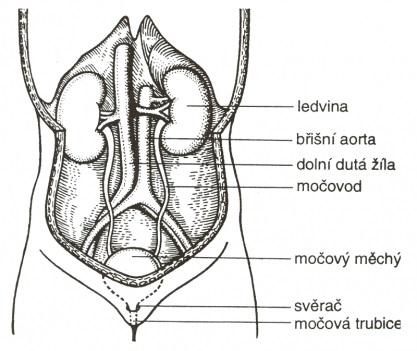 ledvina
břišní aorta
dolní dutá žíla
močovod
močový měchý
svěrač
močová trubice